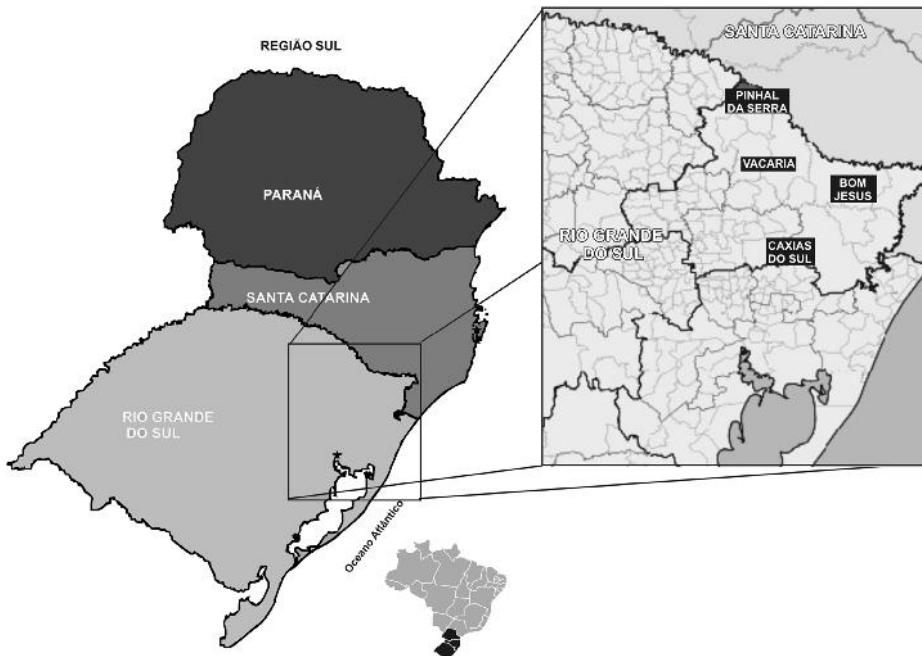 REGIÃO SUL
PARANÁ
SANTA CATARINA
RIO GRANDE
DO SUL
Oceano Atlântico
SANTA CATARINA
PINHAL
DA SERRA
VACARIA
BOM
JESUS
RIO GRANDE
DO SUL
CAXIAS
DO SUL